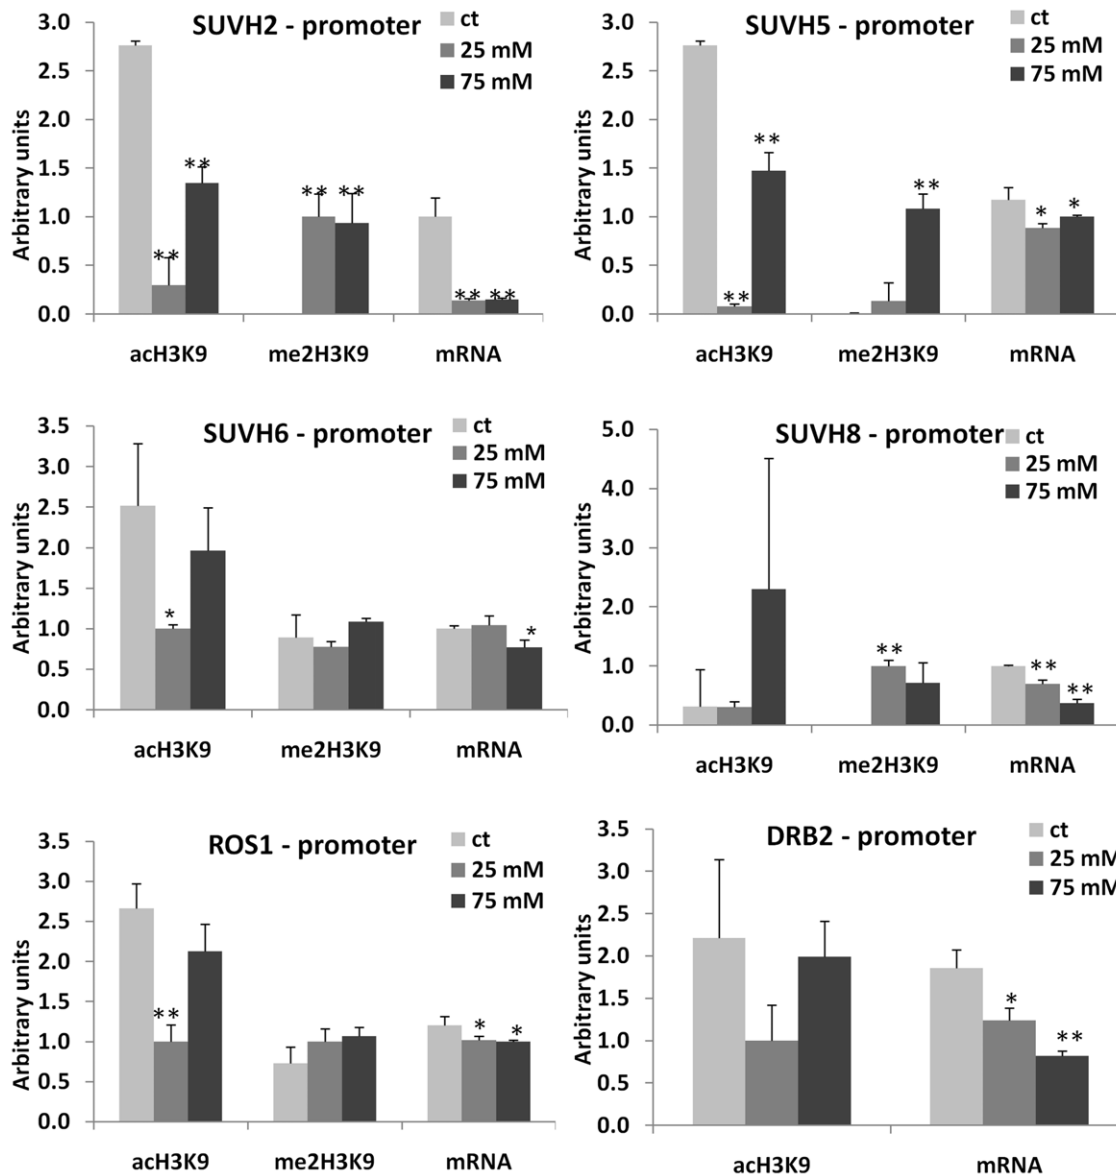 SUVH2 - promoter
ct
25 mM
75 mM
Arbitrary units
3.0
2.5
2.0
1.5
1.0
0.5
0.0
**
**
**
**
**
**
acH3K9
me2H3K9
mRNA
SUVH5 - promoter
ct
25 mM
75 mM
Arbitrary units
3.0
2.5
2.0
1.5
1.0
0.5
0.0
**
**
**
*
*
acH3K9
me2H3K9
mRNA
SUVH6 - promoter
ct
25 mM
75 mM
Arbitrary units
3.5
3.0
2.5
2.0
1.5
1.0
0.5
0.0
*
*
acH3K9
me2H3K9
mRNA
SUVH8 - promoter
ct
25 mM
75 mM
Arbitrary units
5.0
4.0
3.0
2.0
1.0
0.0
**
**
**
acH3K9
me2H3K9
mRNA
ROS1 - promoter
ct
25 mM
75 mM
Arbitrary units
3.5
3.0
2.5
2.0
1.5
1.0
0.5
0.0
**
*
*
acH3K9
me2H3K9
mRNA
DRB2 - promoter
ct
25 mM
75 mM
Arbitrary units
3.5
3.0
2.5
2.0
1.5
1.0
0.5
0.0
*
**
acH3K9
mRNA